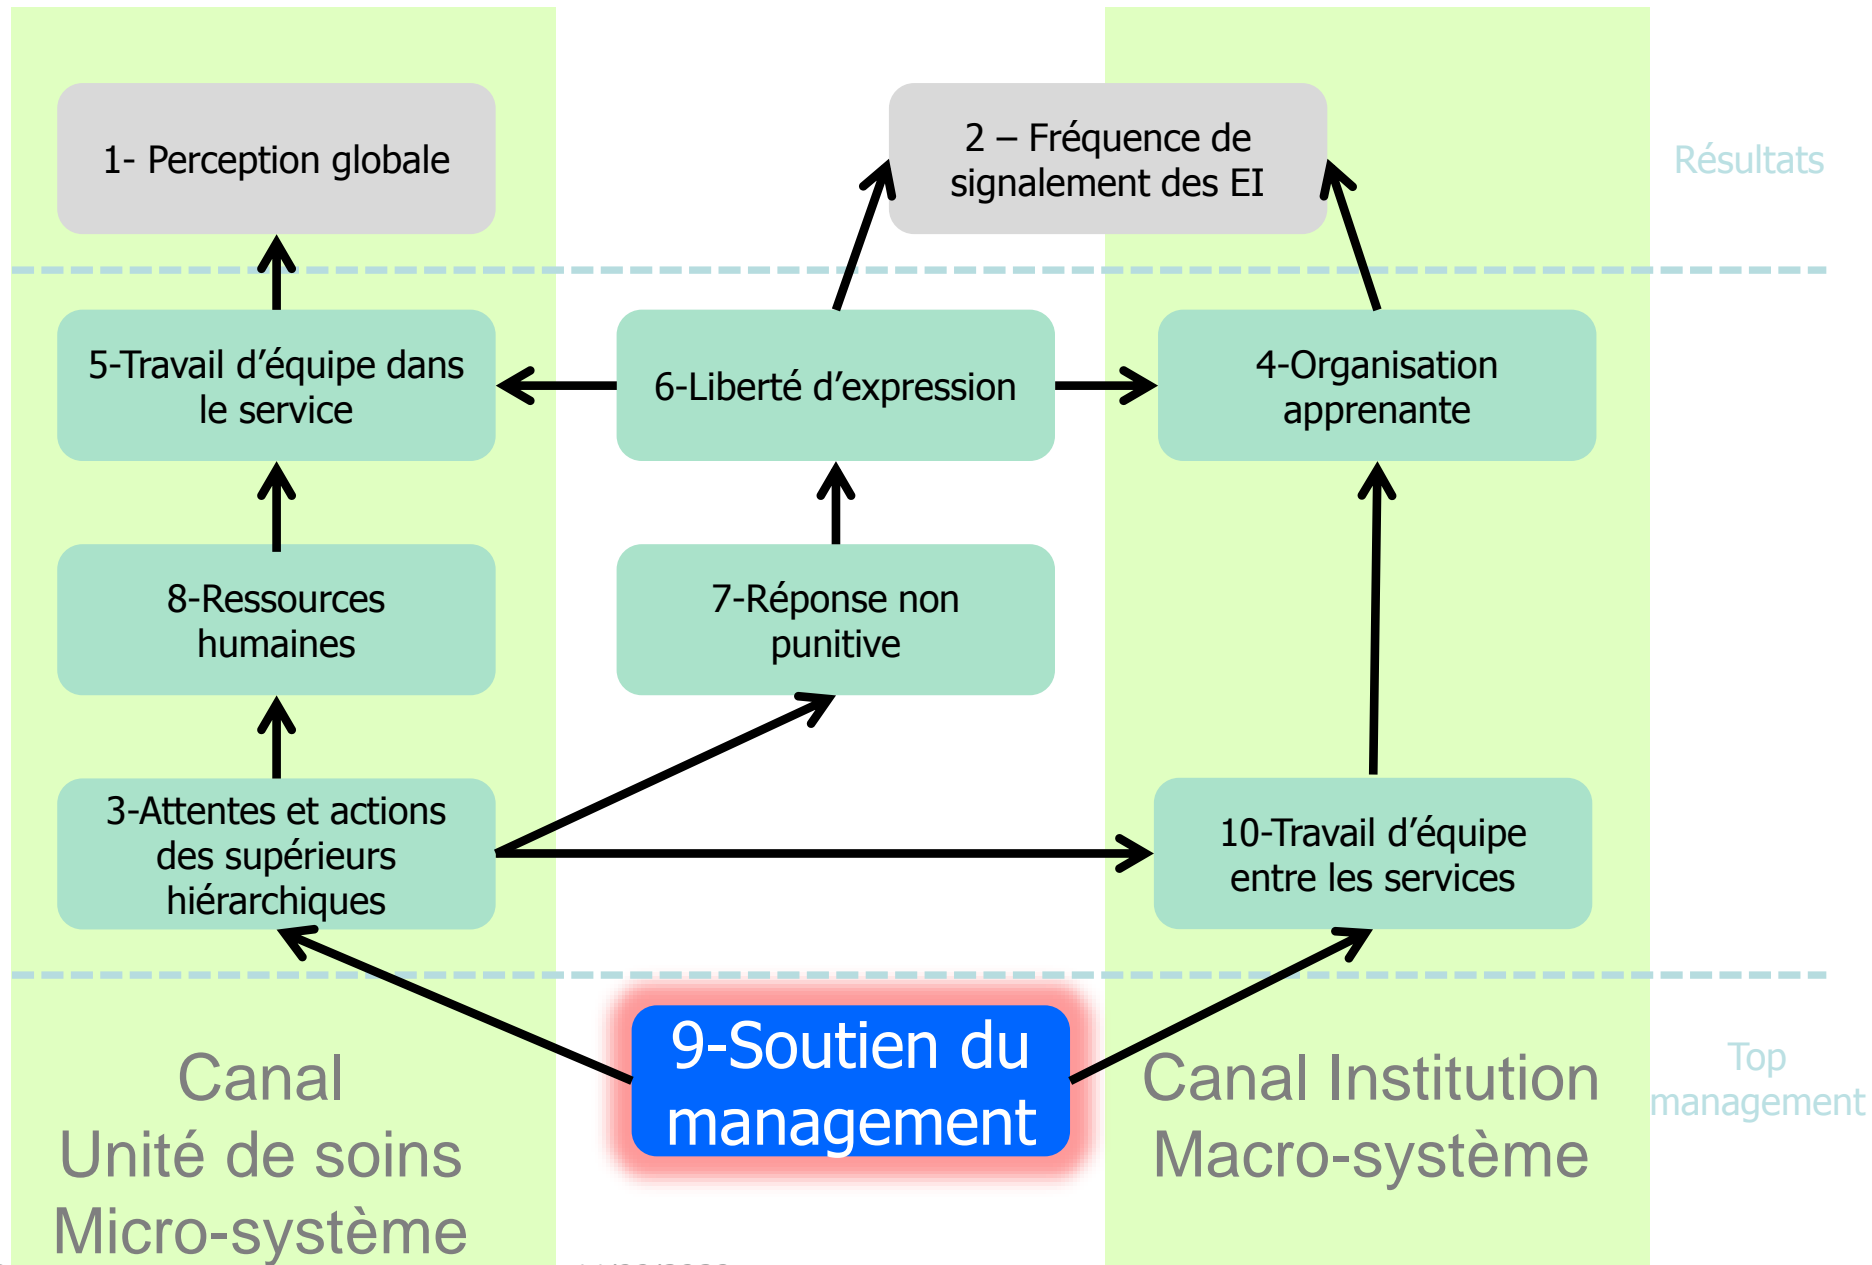 1- Perception globale
2 – Fréquence de
signalement des EI
Résultats
5-Travail d’équipe dans
le service
6-Liberté d’expression
4-Organisation
apprenante
8-Ressources
humaines
7-Réponse non
punitive
3-Attentes et actions
des supérieurs
hiérarchiques
10-Travail d’équipe
entre les services
9-Soutien du
management
Canal
Unité de soins
Micro-système
Canal Institution
Macro-système
Top
management